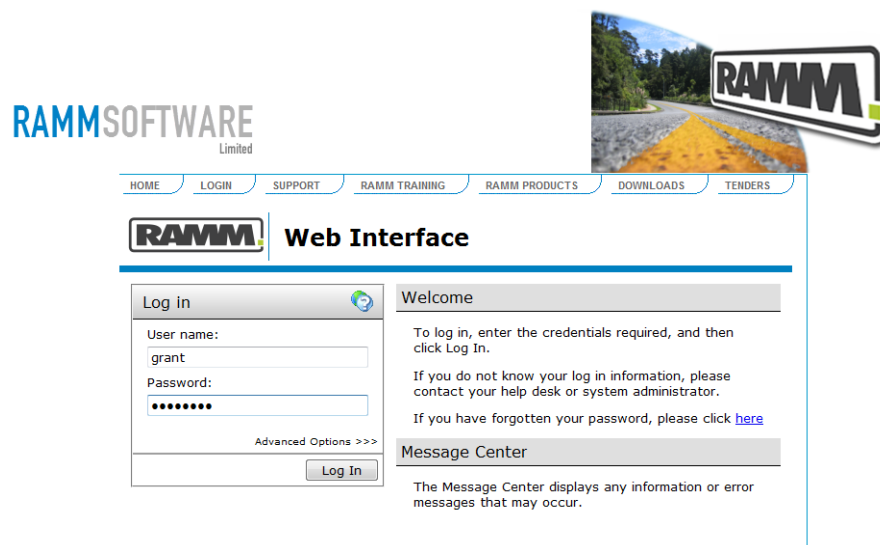 RAMM
RAMMSOFTWARE
Limited
HOME LOGIN SUPPORT RAMM TRAINING RAMM PRODUCTS DOWNLOADS TENDERS
RAMM. Web Interface
Log in
User name:
grant
Password:
••••••••
Advanced Options >>>
Log In
Welcome
To log in, enter the credentials required, and then
click Log In.
If you do not know your log in information, please
contact your help desk or system administrator.
If you have forgotten your password, please click here
Message Center
The Message Center displays any information or error
messages that may occur.